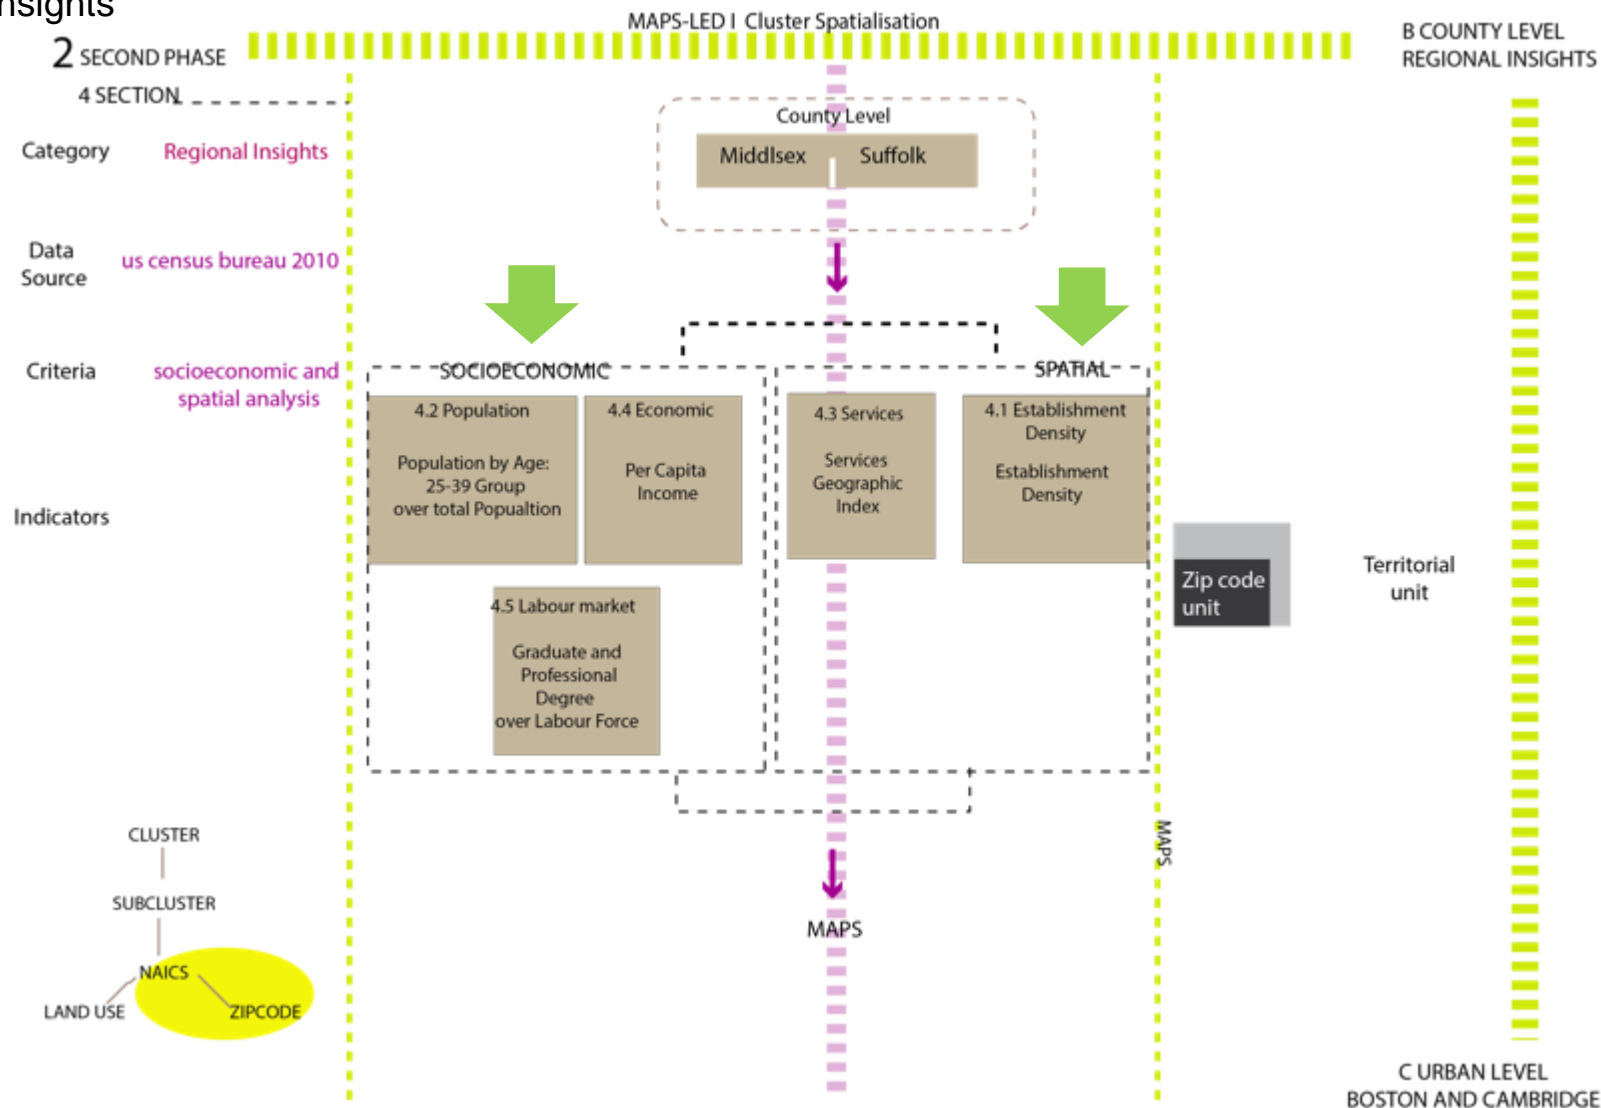 nsights
MAPS-LED I Cluster Spatialisation
B COUNTY LEVEL
REGIONAL INSIGHTS
2 SECOND PHASE
4 SECTION
County Level
Middlsex
Suffolk
Category
Regional Insights
Data
Source
us census bureau 2010
Criteria
socioeconomic and
spatial analysis
SOCIOECONOMIC
SPATIAL
4.2 Population
Population by Age:
25-39 Group
over total Popualtion
4.4 Economic
Per Capita
Income
4.3 Services
Services
Geographic
Index
4.1 Establishment
Density
Establishment
Density
Indicators
Zip code
unit
Territorial
unit
4.5 Labour market
Graduate and
Professional
Degree
over Labour Force
MAPS
CLUSTER
SUBCLUSTER
NAICS
LAND USE
ZIPCODE
MAPS
C URBAN LEVEL
BOSTON AND CAMBRIDGE